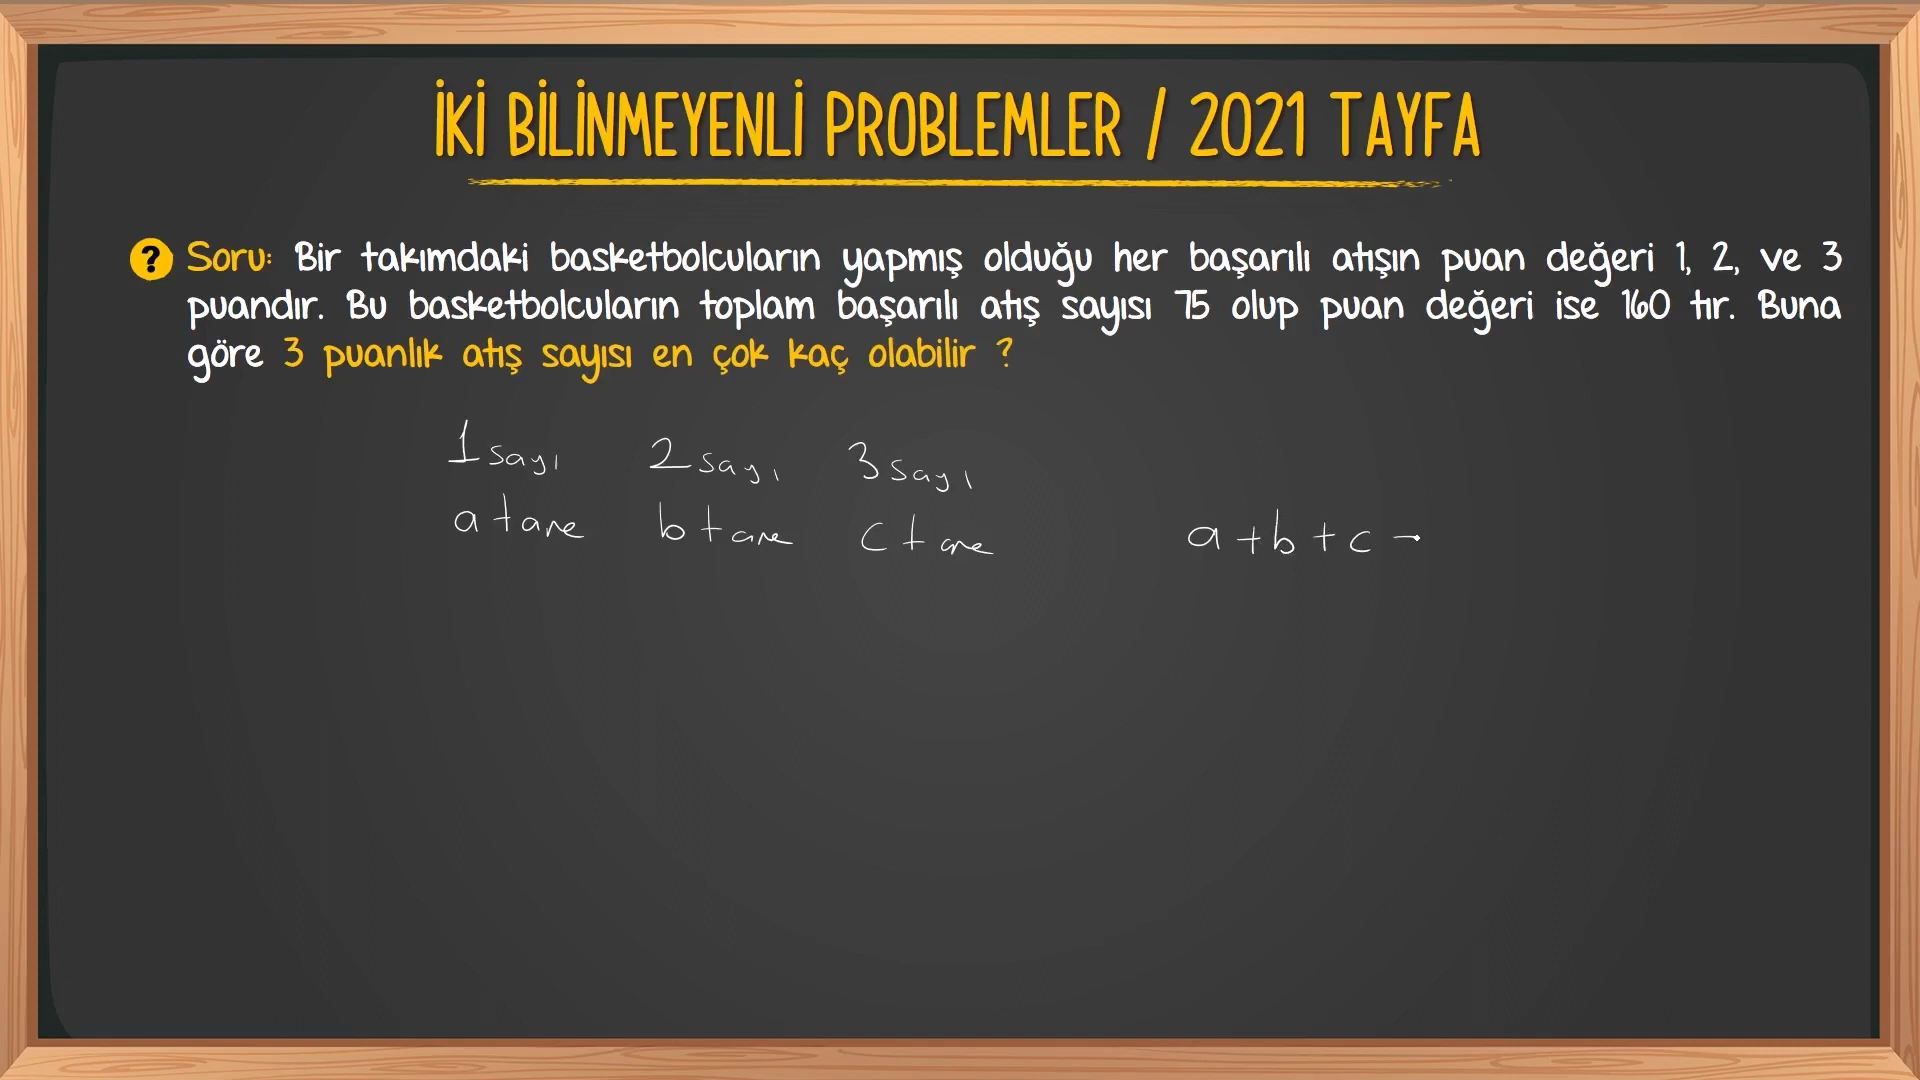 İKİ BİLİNMEYENLİ PROBLEMLER / 2021 TAYFA
? Soru: Bir takımdaki basketbolcuların yapmış olduğu her başarılı atışın puan değeri 1, 2, ve 3
puandır. Bu basketbolcuların toplam başarılı atış sayısı 75 olup puan değeri ise 160 tır. Buna
göre 3 puanlık atış sayısı en çok kaç olabilir ?
1 sayı 2 sayı 3 sayı
a tane b tane c tane a + b + c -